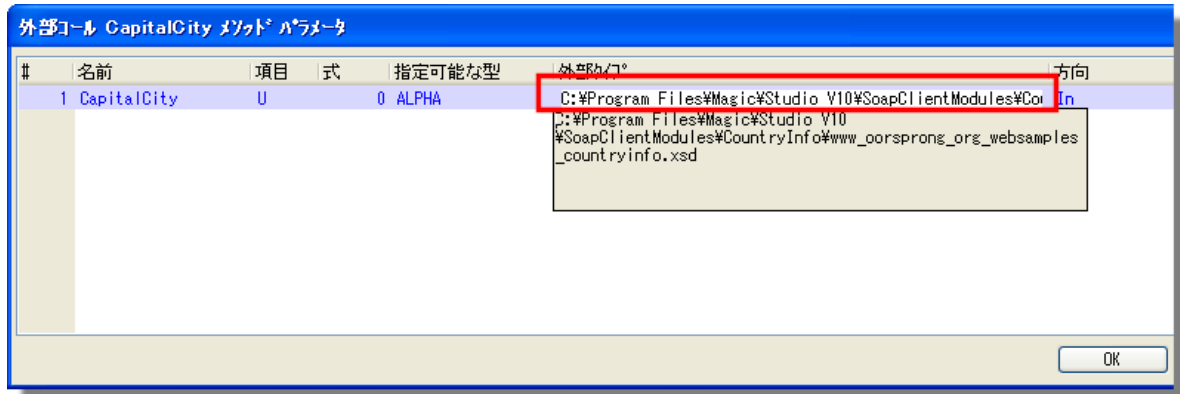 外部コール CapitalCity メソッド パラメータ
# 名前 項目 式 指定可能な型 外部タイプ 方向
1 CapitalCity U 0 ALPHA C:¥Program Files¥Magic¥Studio V10¥SoapClientModules¥Cou In
C:¥Program Files¥Magic¥Studio V10
¥SoapClientModules¥CountryInfo¥www_oorsprong_org_websamples
_countryinfo.xsd
OK